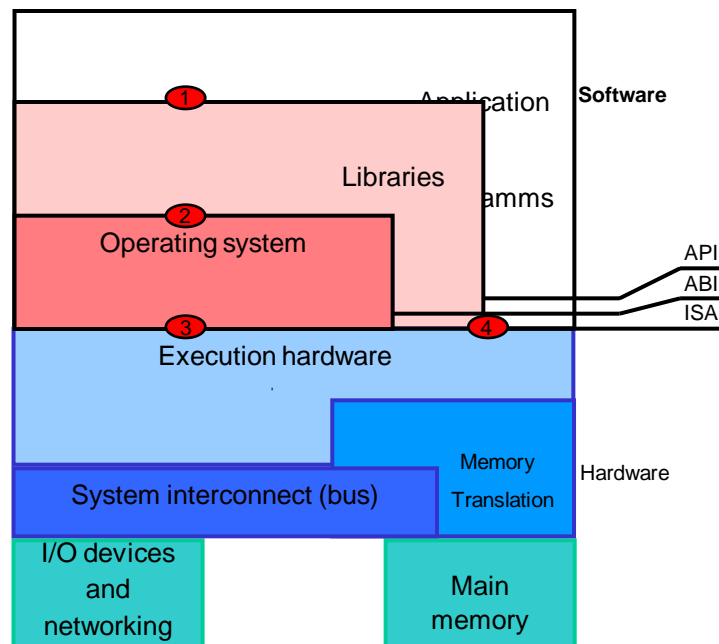 1
Application
Software
Libraries
amms
2
Operating system
API
ABI
ISA
3
4
Execution hardware
Memory
Translation
Hardware
System interconnect (bus)
I/O devices
and
networking
Main
memory